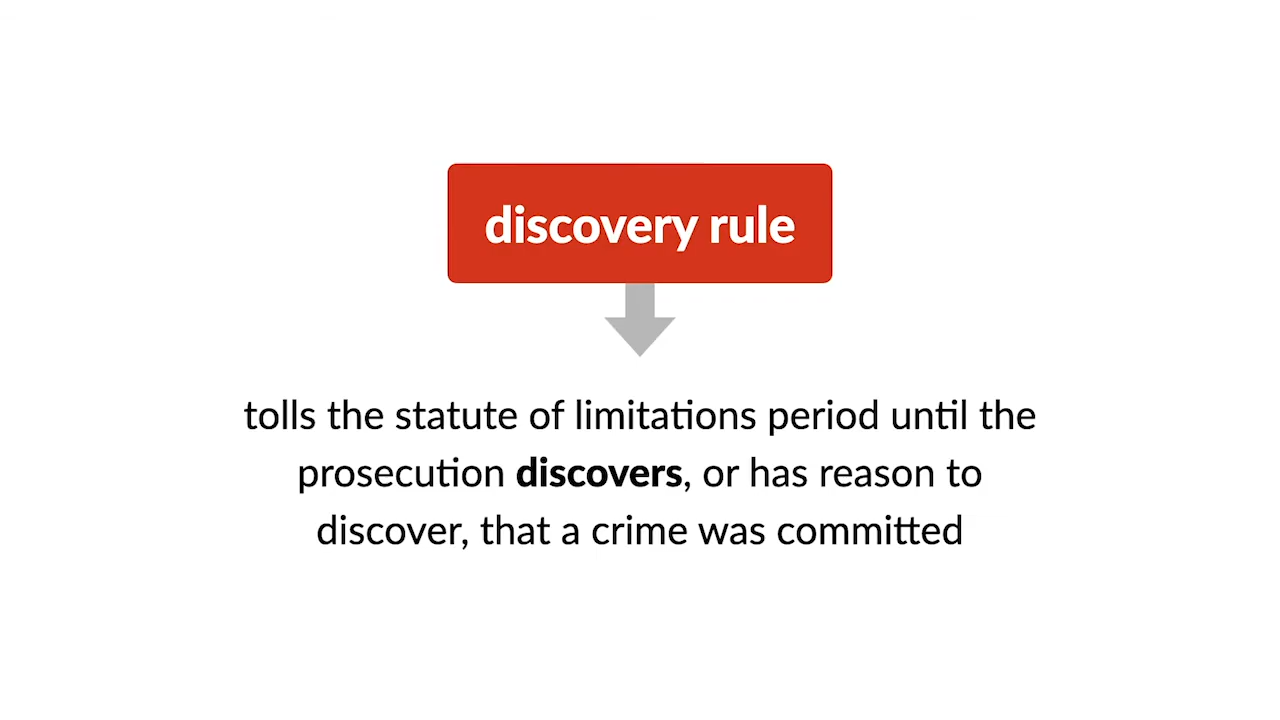 discovery rule
tolls the statute of limitations period until the
prosecution discovers, or has reason to
discover, that a crime was committed